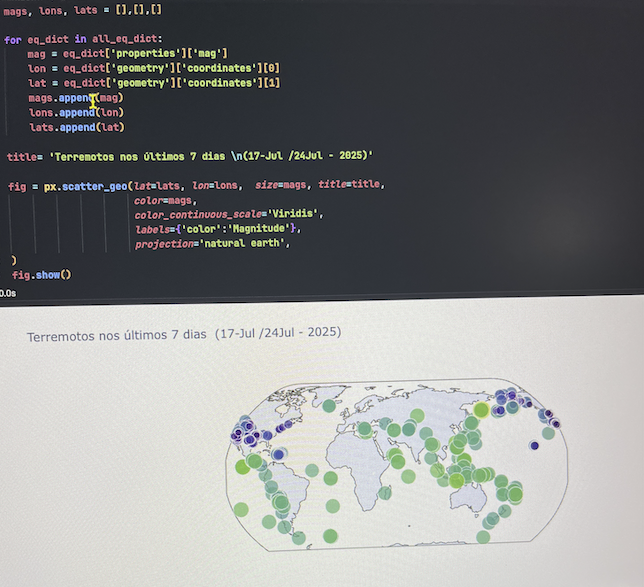 mags, lons, lats = [],[],[]
for eq_dict in all_eq_dict:
mag = eq_dict['properties']['mag']
lon = eq_dict['geometry']['coordinates'][0]
lat = eq_dict['geometry']['coordinates'][1]
mags.append(mag)
lons.append(lon)
lats.append(lat)
title= 'Terremotos nos últimos 7 dias \n(17-Jul /24Jul - 2025)'
fig = px.scatter_geo(lat=lats, lon=lons, size=mags, title=title,
color=mags,
color_continuous_scale='Viridis',
labels={'color':'Magnitude'},
projection='natural earth',
)
fig.show()
0.0s
Terremotos nos últimos 7 dias (17-Jul /24Jul - 2025)